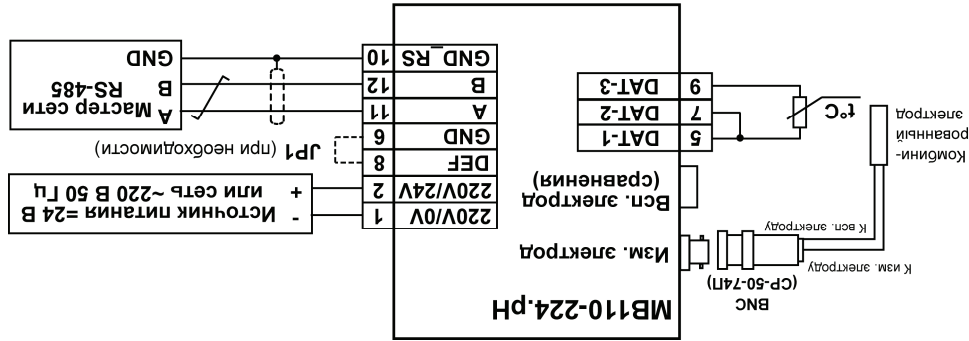 МВ110-224.рН
BNC
(СР-50-74П)
К изм. электроду
К всп. электроду
Комбини-
рованный
электрод
t°C
Изм. электрод
Всп. электрод
(сравнения)
5 DAT-1
7 DAT-2
9 DAT-3
220V/0V 1
220V/24V 2
DEF 8
GND 6
A 11
B 12
GND_RS 10
Источник питания =24 В -
или сеть ~220 В 50 Гц +
JP1 (при необходимости)
A Мастер сети
B RS-485
GND